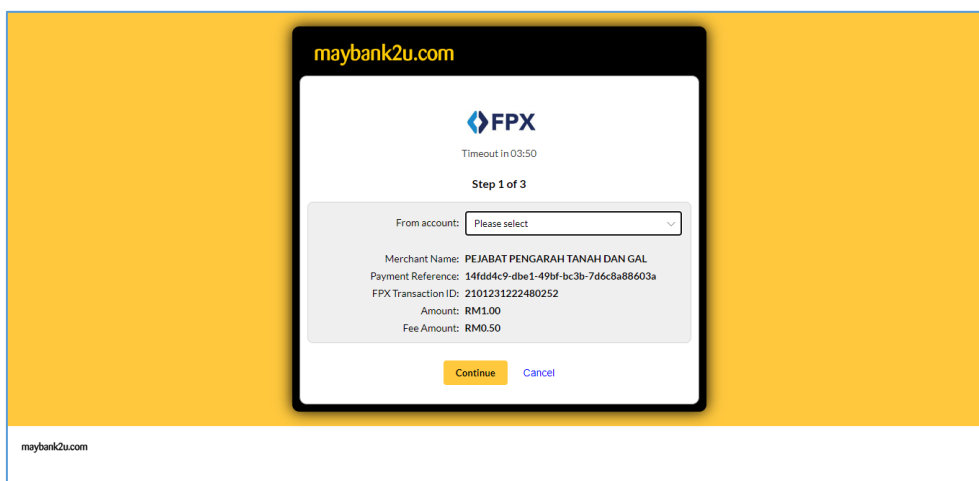 maybank2u.com
FPX
Timeout in 03:50
Step 1 of 3
From account: Please select
Merchant Name: PEJABAT PENGARAH TANAH DAN GAL
Payment Reference: 14fdd4c9-dbe1-49bf-bc3b-7d6c8a88603a
FPX Transaction ID: 2101231222480252
Amount: RM1.00
Fee Amount: RM0.50
Continue Cancel
maybank2u.com